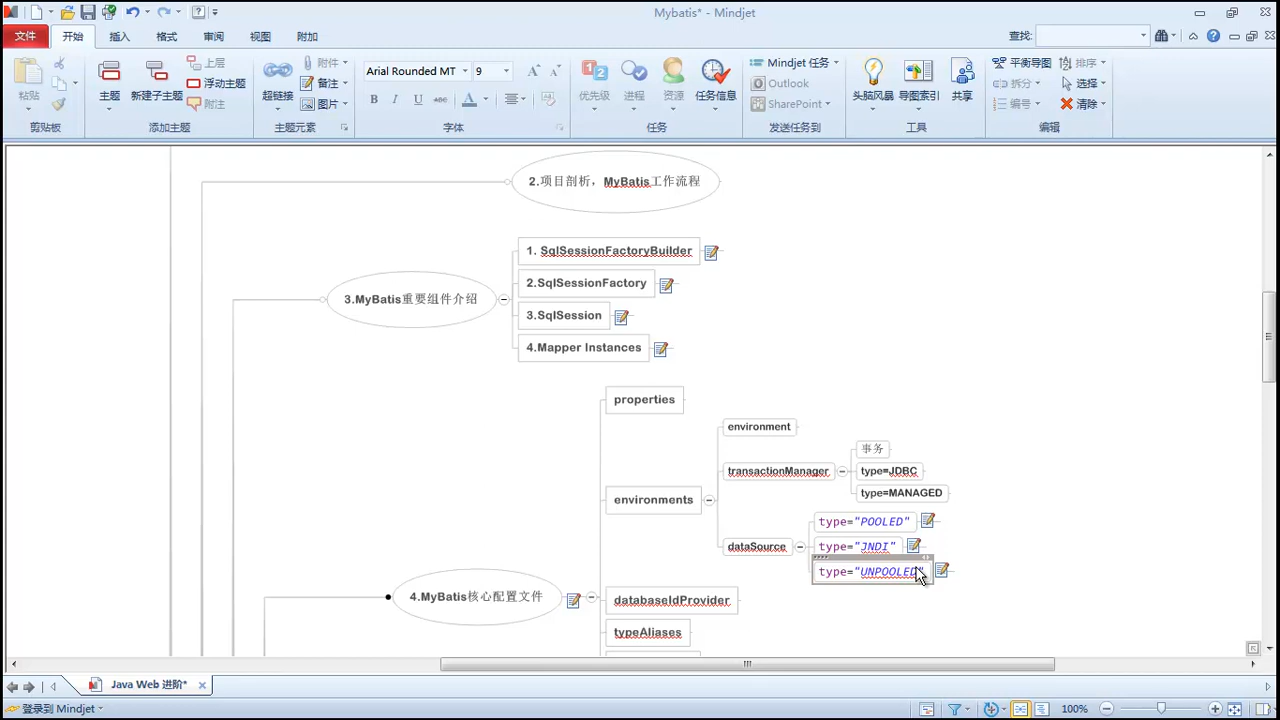 Mybatis* - Mindjet
文件
开始
插入
格式
审阅
视图
附加
查找:
粘贴
剪贴板
主题
新建子主题
上层
浮动主题
附注
添加主题
超链接
附件
备注
图片
主题元素
Arial Rounded MT
9
B
I
U
abc
A
字体
优先级
进程
资源
任务信息
任务
Mindjet 任务
Outlook
SharePoint
发送任务到
头脑风暴
导图索引
共享
工具
平衡导图
拆分
编号
排序
选择
清除
编辑
2.项目剖析，MyBatis工作流程
3.MyBatis重要组件介绍
1. SqlSessionFactoryBuilder
2.SqlSessionFactory
3.SqlSession
4.Mapper Instances
4.MyBatis核心配置文件
properties
environments
environment
transactionManager
事务
type=JDBC
type=MANAGED
dataSource
type="POOLED"
type="JNDI"
type="UNPOOLED"
databaseIdProvider
typeAliases
Java Web 进阶*
登录到 Mindjet
100%